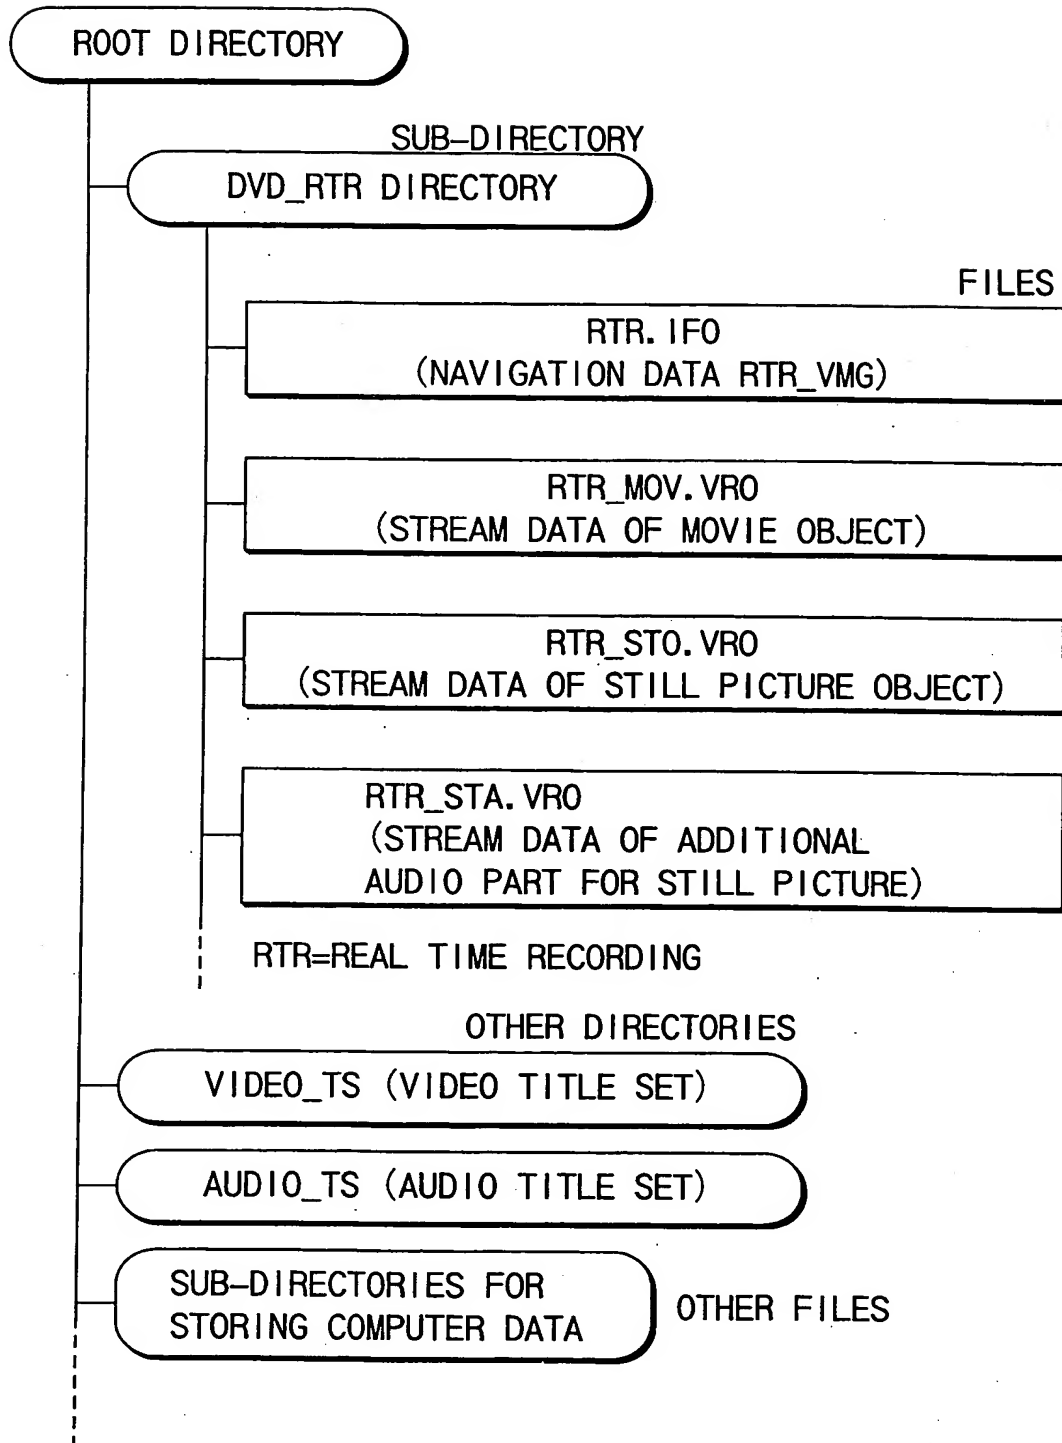 ROOT DIRECTORY
SUB-DIRECTORY
DVD_RTR DIRECTORY
FILES
RTR.IFO
(NAVIGATION DATA RTR_VMG)
RTR_MOV.VRO
(STREAM DATA OF MOVIE OBJECT)
RTR_STO.VRO
(STREAM DATA OF STILL PICTURE OBJECT)
RTR_STA.VRO
(STREAM DATA OF ADDITIONAL
AUDIO PART FOR STILL PICTURE)
RTR=REAL TIME RECORDING
OTHER DIRECTORIES
VIDEO_TS (VIDEO TITLE SET)
AUDIO_TS (AUDIO TITLE SET)
SUB-DIRECTORIES FOR
STORING COMPUTER DATA
OTHER FILES